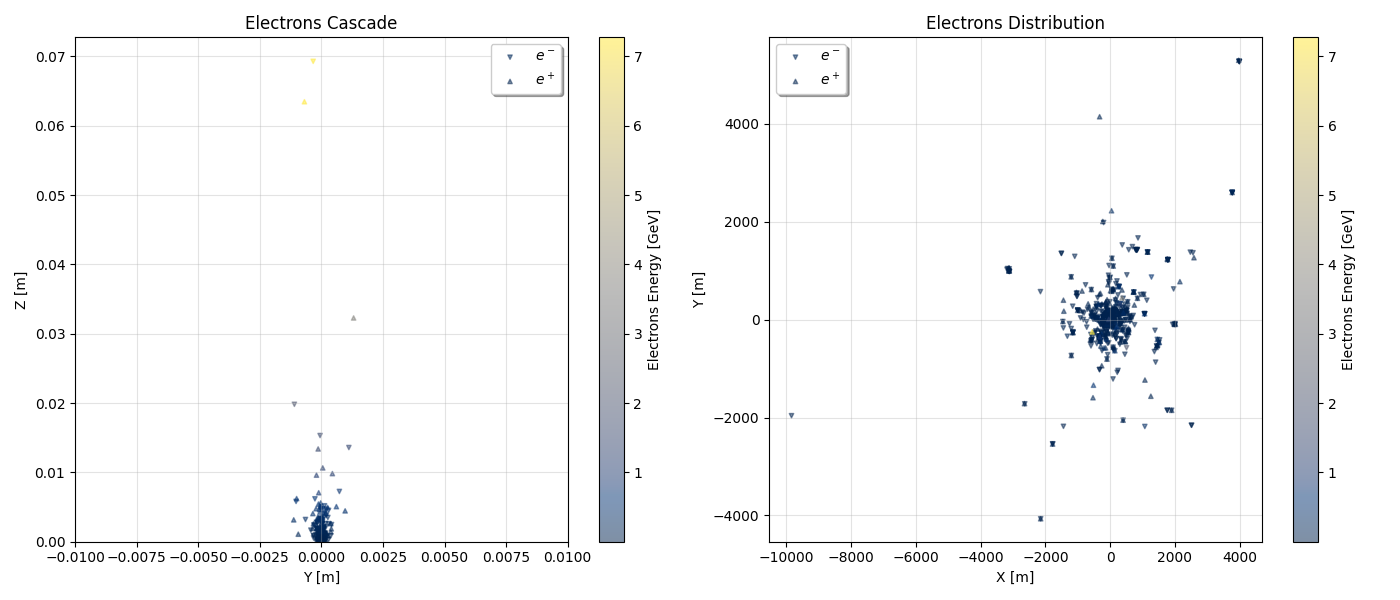 Electrons Cascade
e⁻
e⁺
0.07
0.06
0.05
0.04
0.03
0.02
0.01
0.00
Z [m]
−0.0100 −0.0075 −0.0050 −0.0025 0.0000 0.0025 0.0050 0.0075 0.0100
Y [m]
7
6
5
4
3
2
1
Electrons Energy [GeV]
Electrons Distribution
e⁻
e⁺
4000
2000
0
−2000
−4000
Y [m]
−10000 −8000 −6000 −4000 −2000 0 2000 4000
X [m]
7
6
5
4
3
2
1
Electrons Energy [GeV]